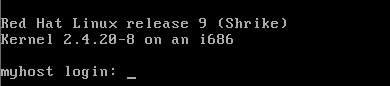 Red Hat Linux release 9 (Shrike)
Kernel 2.4.20-8 on an i686
myhost login: _